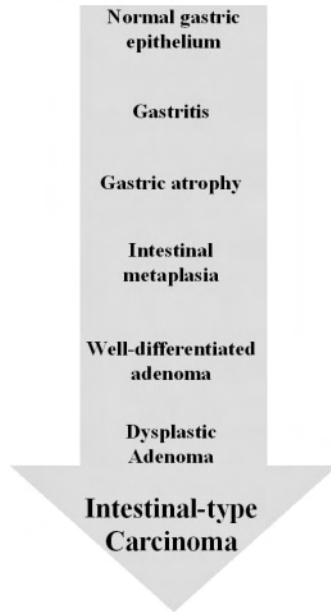 Normal gastric
epithelium
Gastritis
Gastric atrophy
Intestinal
metaplasia
Well-differentiated
adenoma
Dysplastic
Adenoma
Intestinal-type
Carcinoma